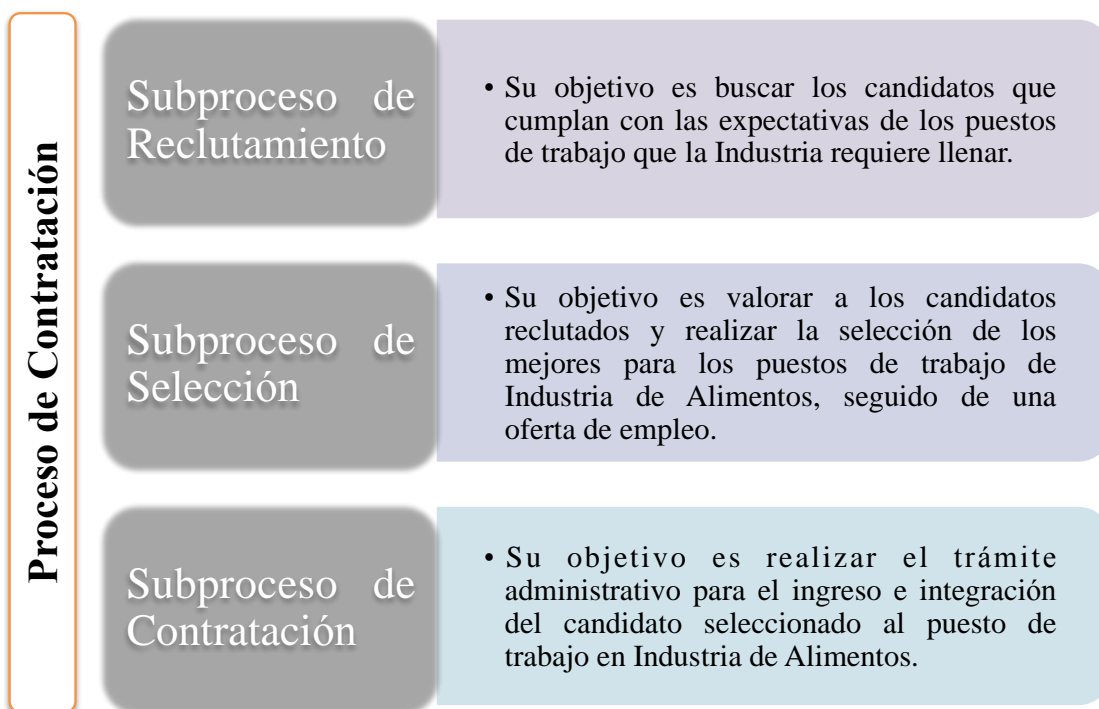 Proceso de Contratación
Subproceso de
Reclutamiento
• Su objetivo es buscar los candidatos que
cumplan con las expectativas de los puestos
de trabajo que la Industria requiere llenar.
Subproceso de
Selección
• Su objetivo es valorar a los candidatos
reclutados y realizar la selección de los
mejores para los puestos de trabajo de
Industria de Alimentos, seguido de una
oferta de empleo.
Subproceso de
Contratación
• Su objetivo es realizar el trámite
administrativo para el ingreso e integración
del candidato seleccionado al puesto de
trabajo en Industria de Alimentos.